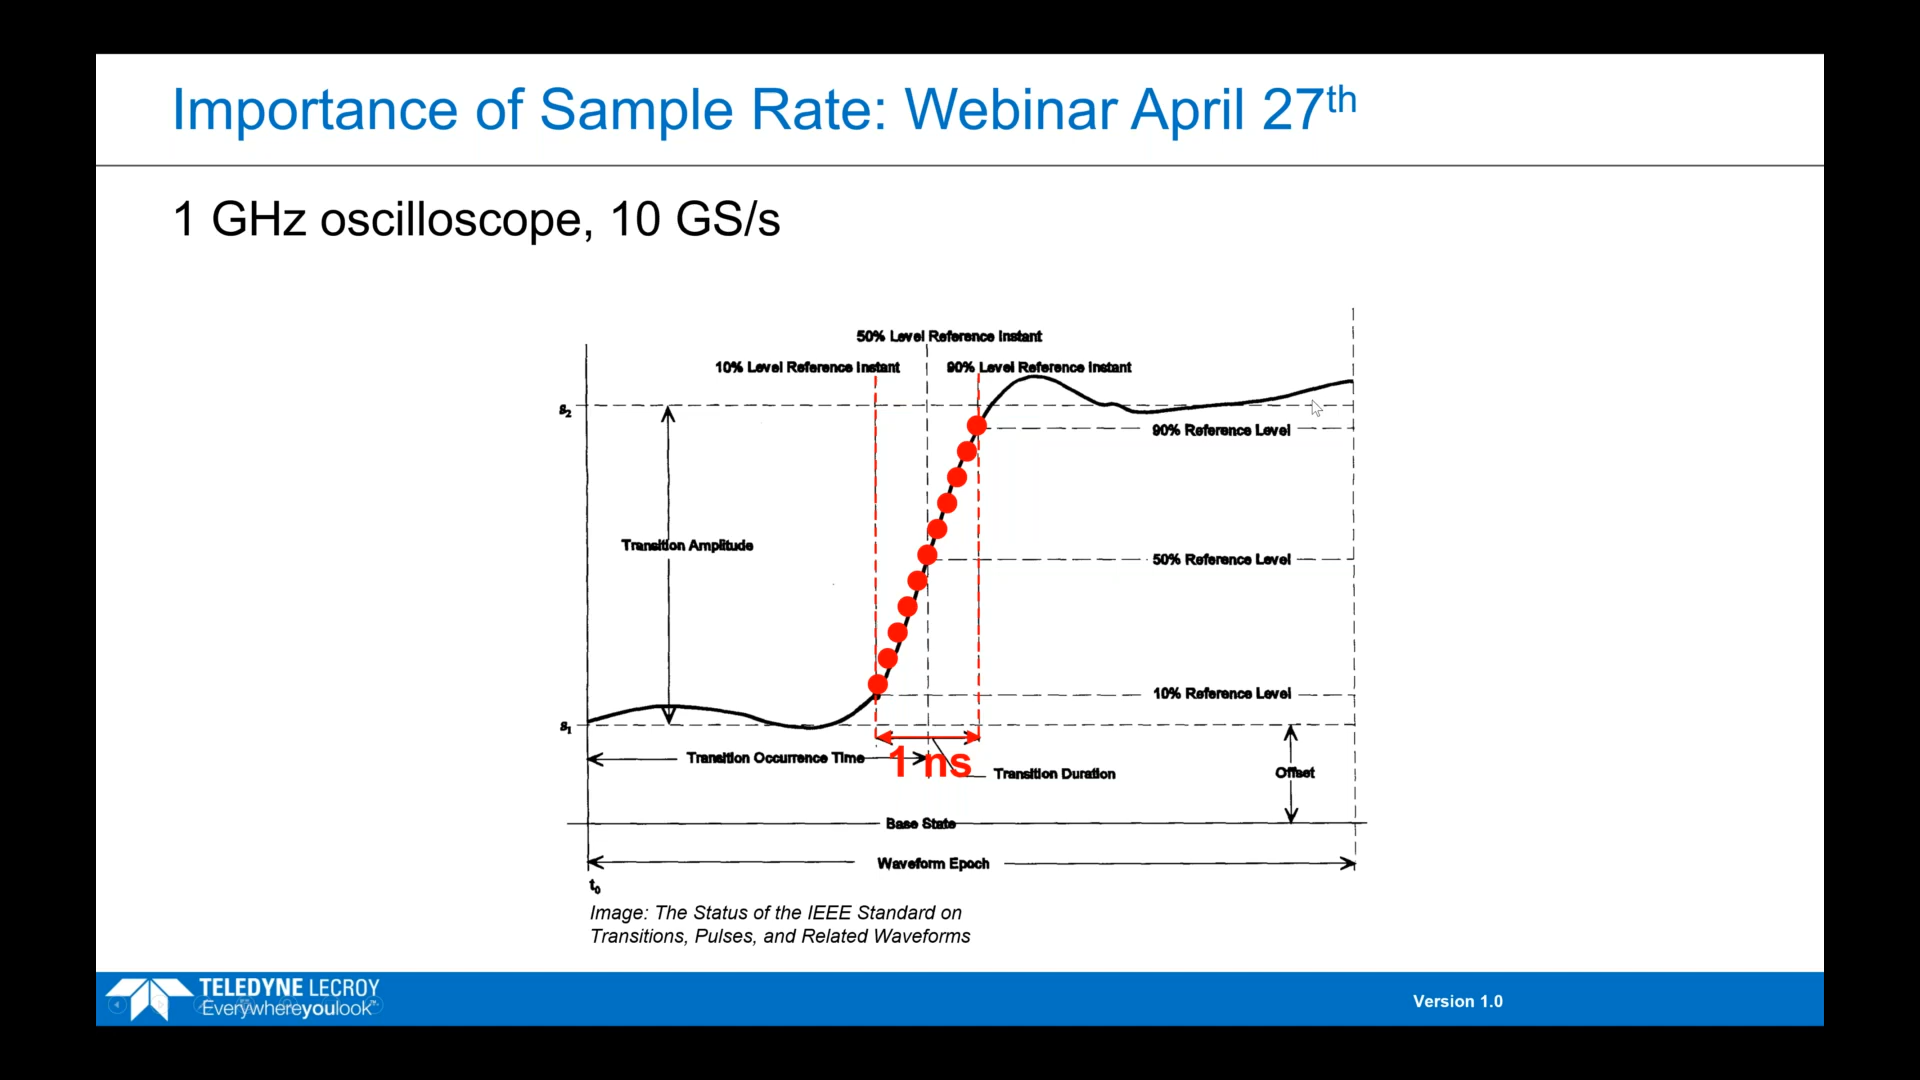 Importance of Sample Rate: Webinar April 27th
1 GHz oscilloscope, 10 GS/s
50% Level Reference Instant
10% Level Reference Instant
90% Level Reference Instant
s2
90% Reference Level
Transition Amplitude
50% Reference Level
10% Reference Level
s1
Transition Occurrence Time
1 ns
Transition Duration
Offset
Base State
Waveform Epoch
t0
Image: The Status of the IEEE Standard on
Transitions, Pulses, and Related Waveforms
TELEDYNE LECROY
Everywhereyoulook™
Version 1.0